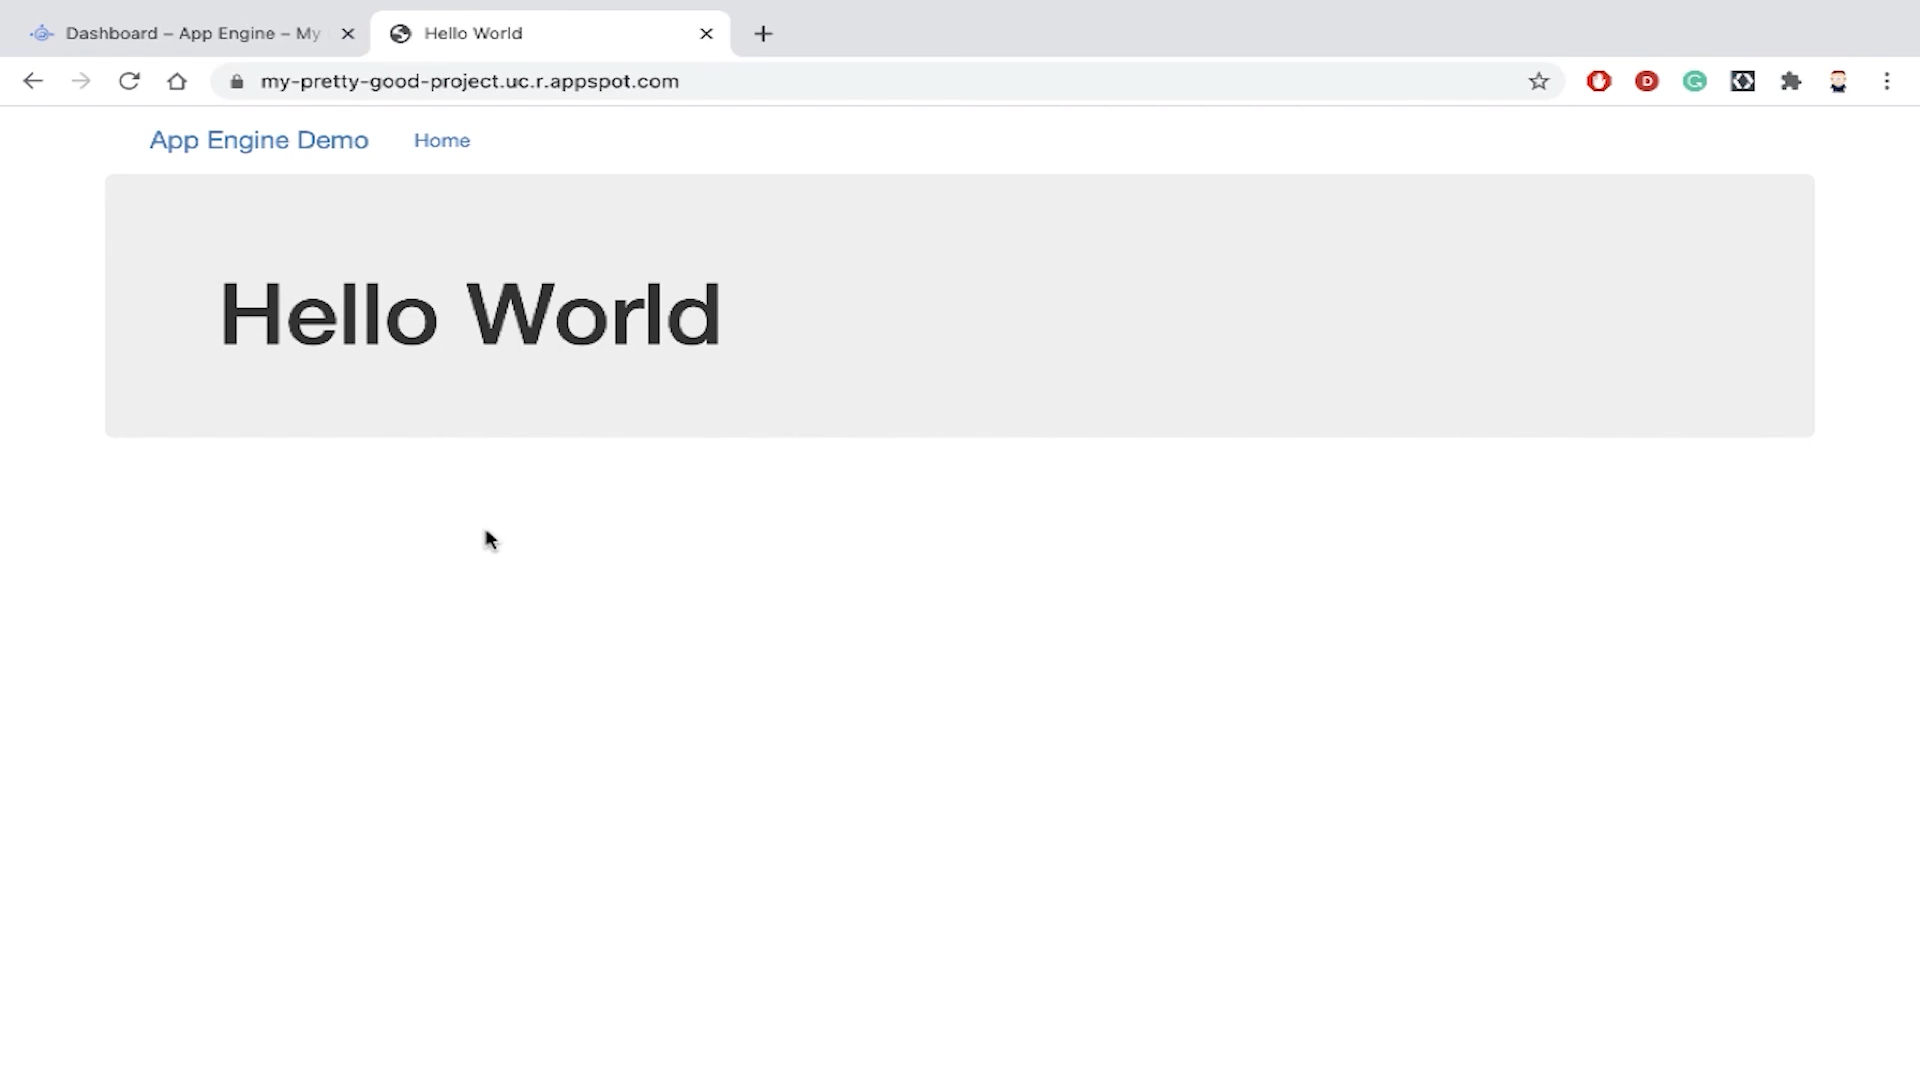 Dashboard – App Engine – My
Hello World
my-pretty-good-project.uc.r.appspot.com
App Engine Demo
Home
Hello World